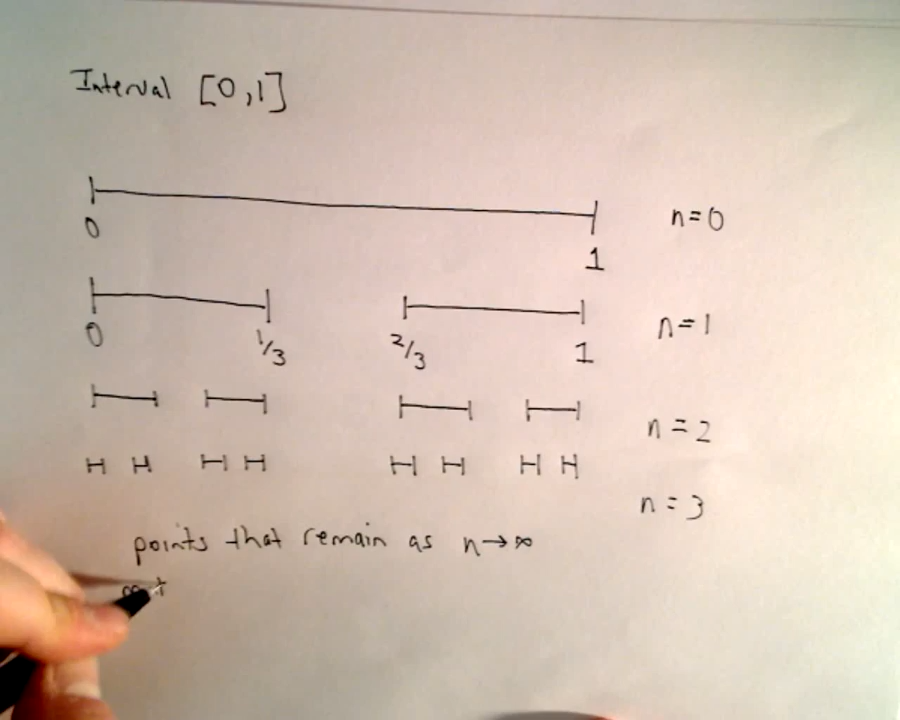 Interval [0,1]
0 1 n=0
0 1/3 2/3 1 n=1
n=2
n=3
points that remain as n→∞